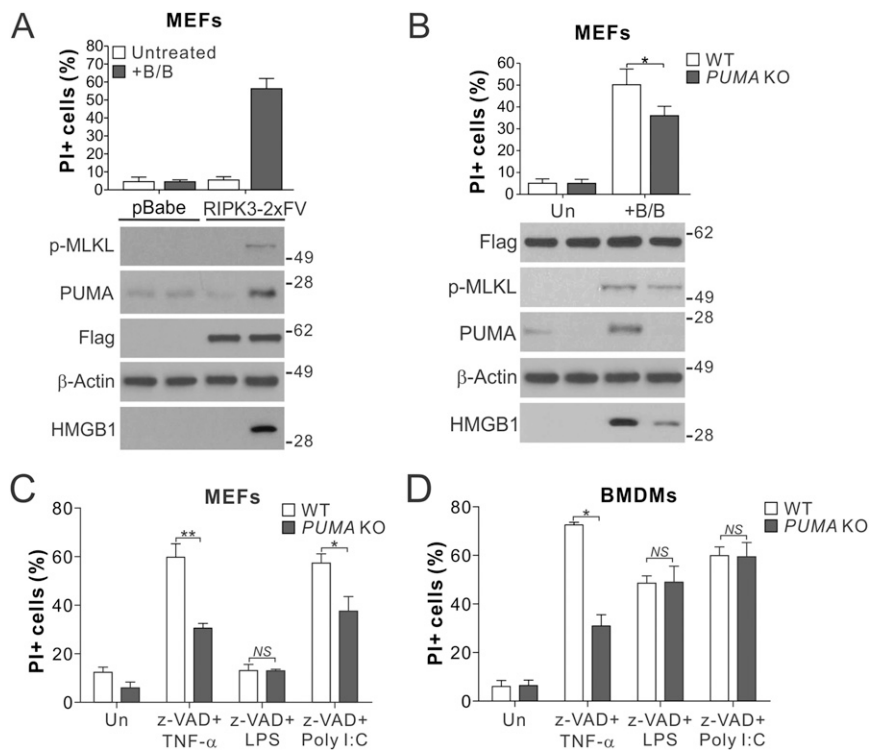 A
MEFs
Untreated
+B/B
PI+ cells (%)
80
70
60
50
40
30
20
10
0
pBabe
RIPK3-2xFV
p-MLKL
-49
PUMA
-28
Flag
-62
β-Actin
-49
HMGB1
-28
B
MEFs
WT
PUMA KO
*
PI+ cells (%)
60
50
40
30
20
10
0
Un
+B/B
Flag
-62
p-MLKL
-49
PUMA
-28
β-Actin
-49
HMGB1
-28
C
MEFs
WT
PUMA KO
PI+ cells (%)
80
60
40
20
0
**
NS
*
Un
z-VAD+
TNF-α
z-VAD+
LPS
z-VAD+
Poly I:C
D
BMDMs
WT
PUMA KO
PI+ cells (%)
80
60
40
20
0
*
NS
NS
Un
z-VAD+
TNF-α
z-VAD+
LPS
z-VAD+
Poly I:C